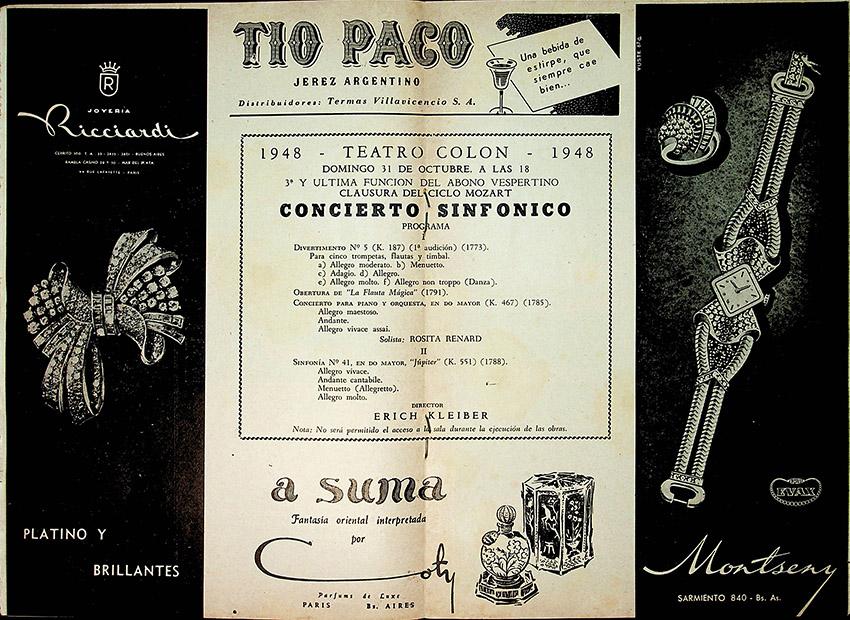 R
JOYERIA
Ricciardi
PLATINO Y
BRILLANTES
TIO PACO
JEREZ ARGENTINO
Distribuidores: Termas Villavicencio S. A.
Una bebida de
estirpe, que
siempre cae
bien...
1948 - TEATRO COLON - 1948
DOMINGO 31 DE OCTUBRE. A LAS 18
3ª Y ULTIMA FUNCION DEL ABONO VESPERTINO
CLAUSURA DEL CICLO MOZART
CONCIERTO SINFONICO
PROGRAMA
I
DIVERTIMENTO Nº 5 (K. 187) (1ª audición) (1773).
Para cinco trompetas, flautas y timbal.
a) Allegro moderato. b) Menuetto.
c) Adagio. d) Allegro.
e) Allegro molto. f) Allegro non troppo (Danza).
OBERTURA DE "La Flauta Mágica" (1791).
CONCIERTO PARA PIANO Y ORQUESTA, EN DO MAYOR (K. 467) (1785).
Allegro maestoso.
Andante.
Allegro vivace assai.
Solista: ROSITA RENARD
II
SINFONÍA Nº 41, EN DO MAYOR, "Júpiter" (K. 551) (1788).
Allegro vivace.
Andante cantabile.
Menuetto (Allegretto).
Allegro molto.
DIRECTOR
ERICH KLEIBER
Nota: No será permitido el acceso a la sala durante la ejecución de las obras.
a suma
Fantasía oriental interpretada
por
Coty
Parfums de Luxe
PARIS Bs. AIRES
EVAX
Montseny
SARMIENTO 840 - Bs. As.